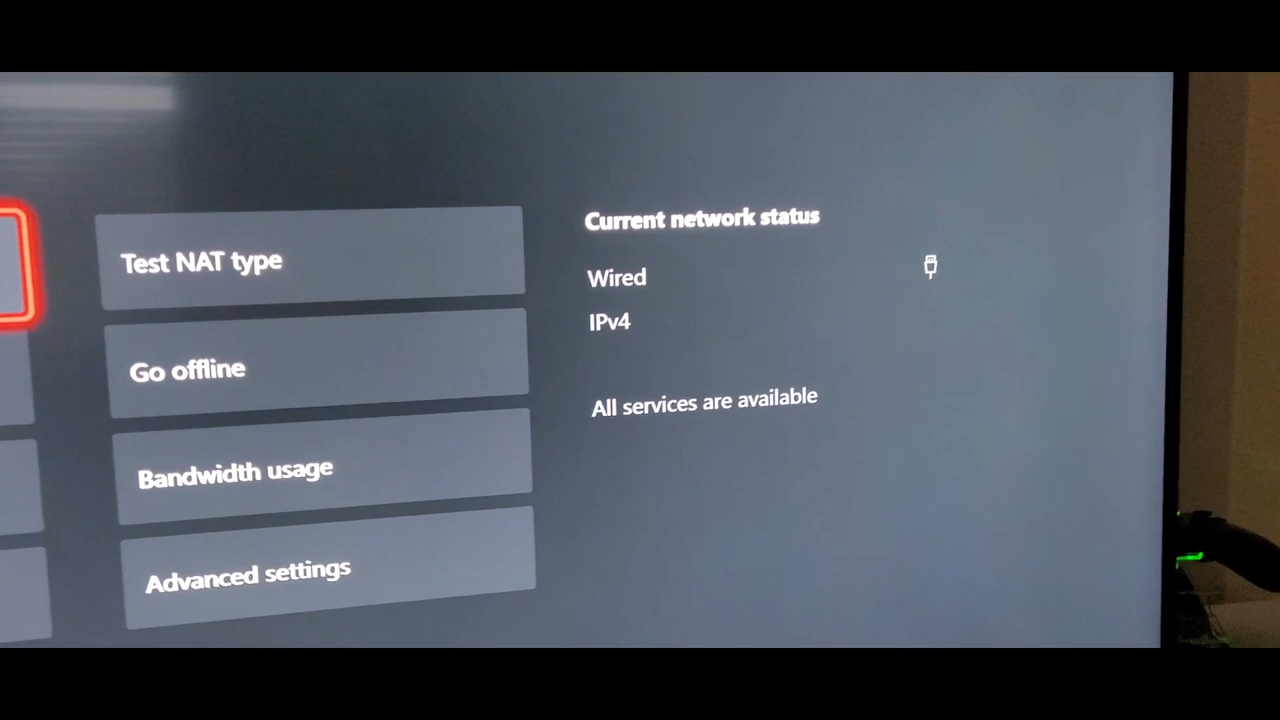 Test NAT type
Go offline
Bandwidth usage
Advanced settings
Current network status
Wired
IPv4
All services are available